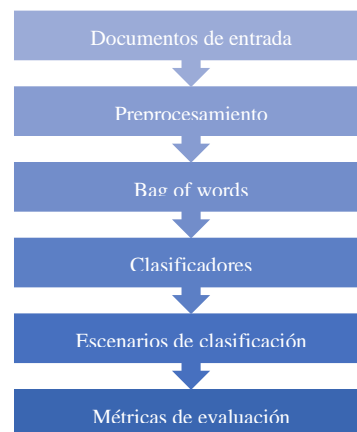 Documentos de entrada
Preprocesamiento
Bag of words
Clasificadores
Escenarios de clasificación
Métricas de evaluación